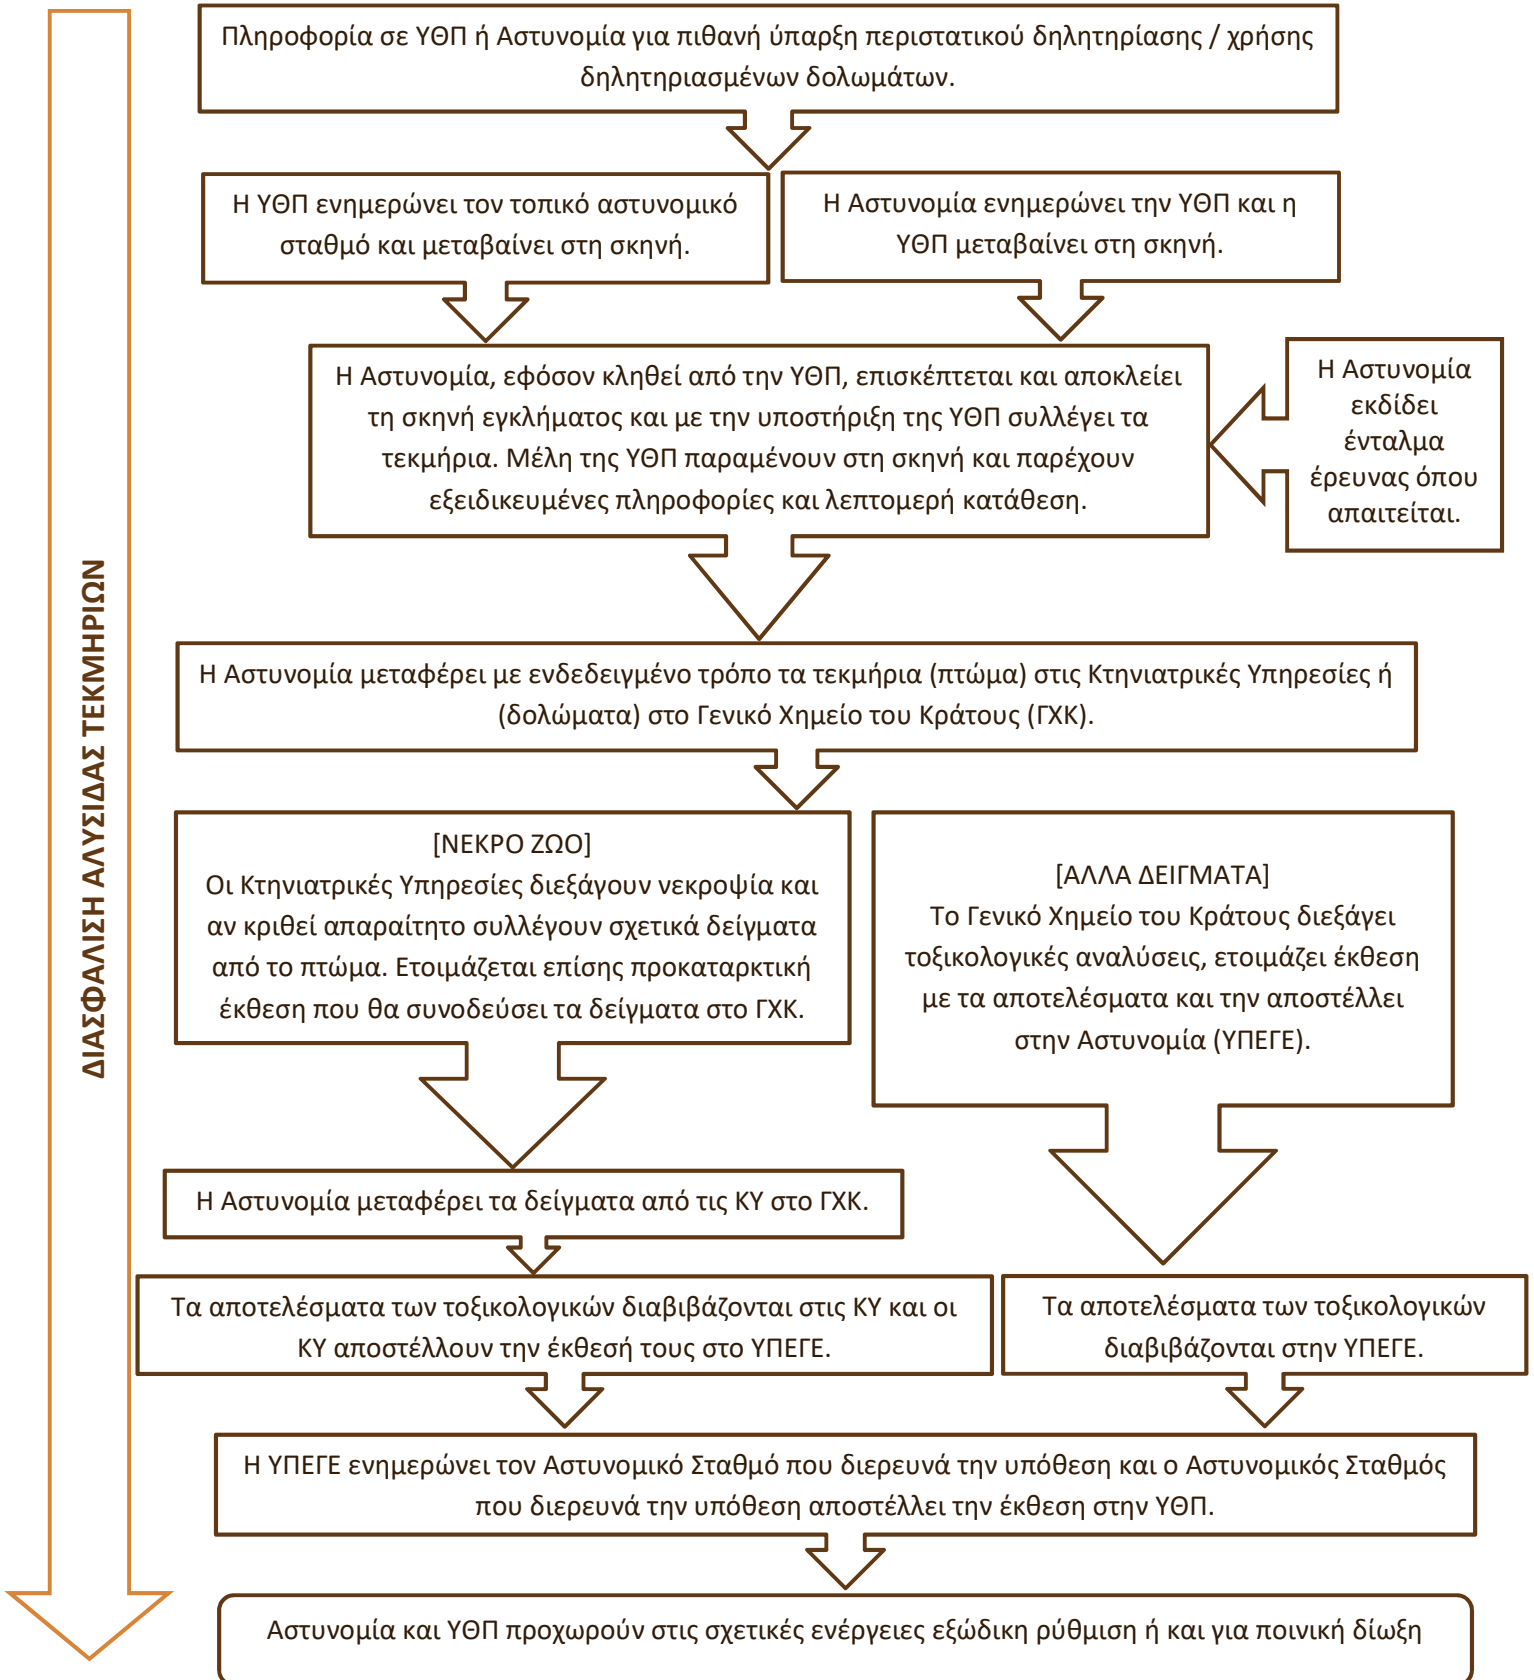 Πληροφορία σε ΥΘΠ ή Αστυνομία για πιθανή ύπαρξη περιστατικού δηλητηρίασης / χρήσης
δηλητηριασμένων δολωμάτων.
Η ΥΘΠ ενημερώνει τον τοπικό αστυνομικό
σταθμό και μεταβαίνει στη σκηνή.
Η Αστυνομία ενημερώνει την ΥΘΠ και η
ΥΘΠ μεταβαίνει στη σκηνή.
Η Αστυνομία, εφόσον κληθεί από την ΥΘΠ, επισκέπτεται και αποκλείει
τη σκηνή εγκλήματος και με την υποστήριξη της ΥΘΠ συλλέγει τα
τεκμήρια. Μέλη της ΥΘΠ παραμένουν στη σκηνή και παρέχουν
εξειδικευμένες πληροφορίες και λεπτομερή κατάθεση.
Η Αστυνομία
εκδίδει
ένταλμα
έρευνας όπου
απαιτείται.
ΔΙΑΣΦΑΛΙΣΗ ΑΛΥΣΙΔΑΣ ΤΕΚΜΗΡΙΩΝ
Η Αστυνομία μεταφέρει με ενδεδειγμένο τρόπο τα τεκμήρια (πτώμα) στις Κτηνιατρικές Υπηρεσίες ή
(δολώματα) στο Γενικό Χημείο του Κράτους (ΓΧΚ).
[ΝΕΚΡΟ ΖΩΟ]
Οι Κτηνιατρικές Υπηρεσίες διεξάγουν νεκροψία και
αν κριθεί απαραίτητο συλλέγουν σχετικά δείγματα
από το πτώμα. Ετοιμάζεται επίσης προκαταρκτική
έκθεση που θα συνοδεύσει τα δείγματα στο ΓΧΚ.
[ΑΛΛΑ ΔΕΙΓΜΑΤΑ]
Το Γενικό Χημείο του Κράτους διεξάγει
τοξικολογικές αναλύσεις, ετοιμάζει έκθεση
με τα αποτελέσματα και την αποστέλλει
στην Αστυνομία (ΥΠΕΓΕ).
Η Αστυνομία μεταφέρει τα δείγματα από τις ΚΥ στο ΓΧΚ.
Τα αποτελέσματα των τοξικολογικών διαβιβάζονται στις ΚΥ και οι
ΚΥ αποστέλλουν την έκθεσή τους στο ΥΠΕΓΕ.
Τα αποτελέσματα των τοξικολογικών
διαβιβάζονται στην ΥΠΕΓΕ.
Η ΥΠΕΓΕ ενημερώνει τον Αστυνομικό Σταθμό που διερευνά την υπόθεση και ο Αστυνομικός Σταθμός
που διερευνά την υπόθεση αποστέλλει την έκθεση στην ΥΘΠ.
Αστυνομία και ΥΘΠ προχωρούν στις σχετικές ενέργειες εξώδικη ρύθμιση ή και για ποινική δίωξη